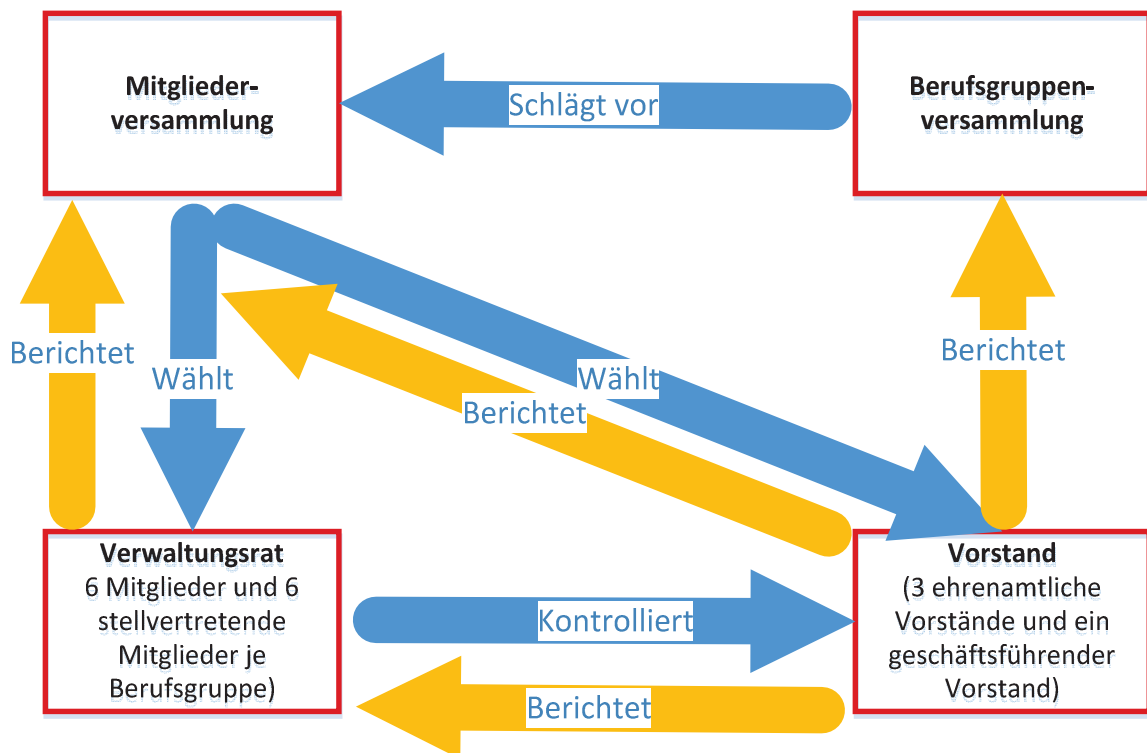 Mitglieder-
versammlung
Schlägt vor
Berufsgruppen-
versammlung
Berichtet
Wählt
Wählt
Berichtet
Berichtet
Verwaltungsrat
6 Mitglieder und 6
stellvertretende
Mitglieder je
Berufsgruppe)
Kontrolliert
Berichtet
Vorstand
(3 ehrenamtliche
Vorstände und ein
geschäftsführender
Vorstand)